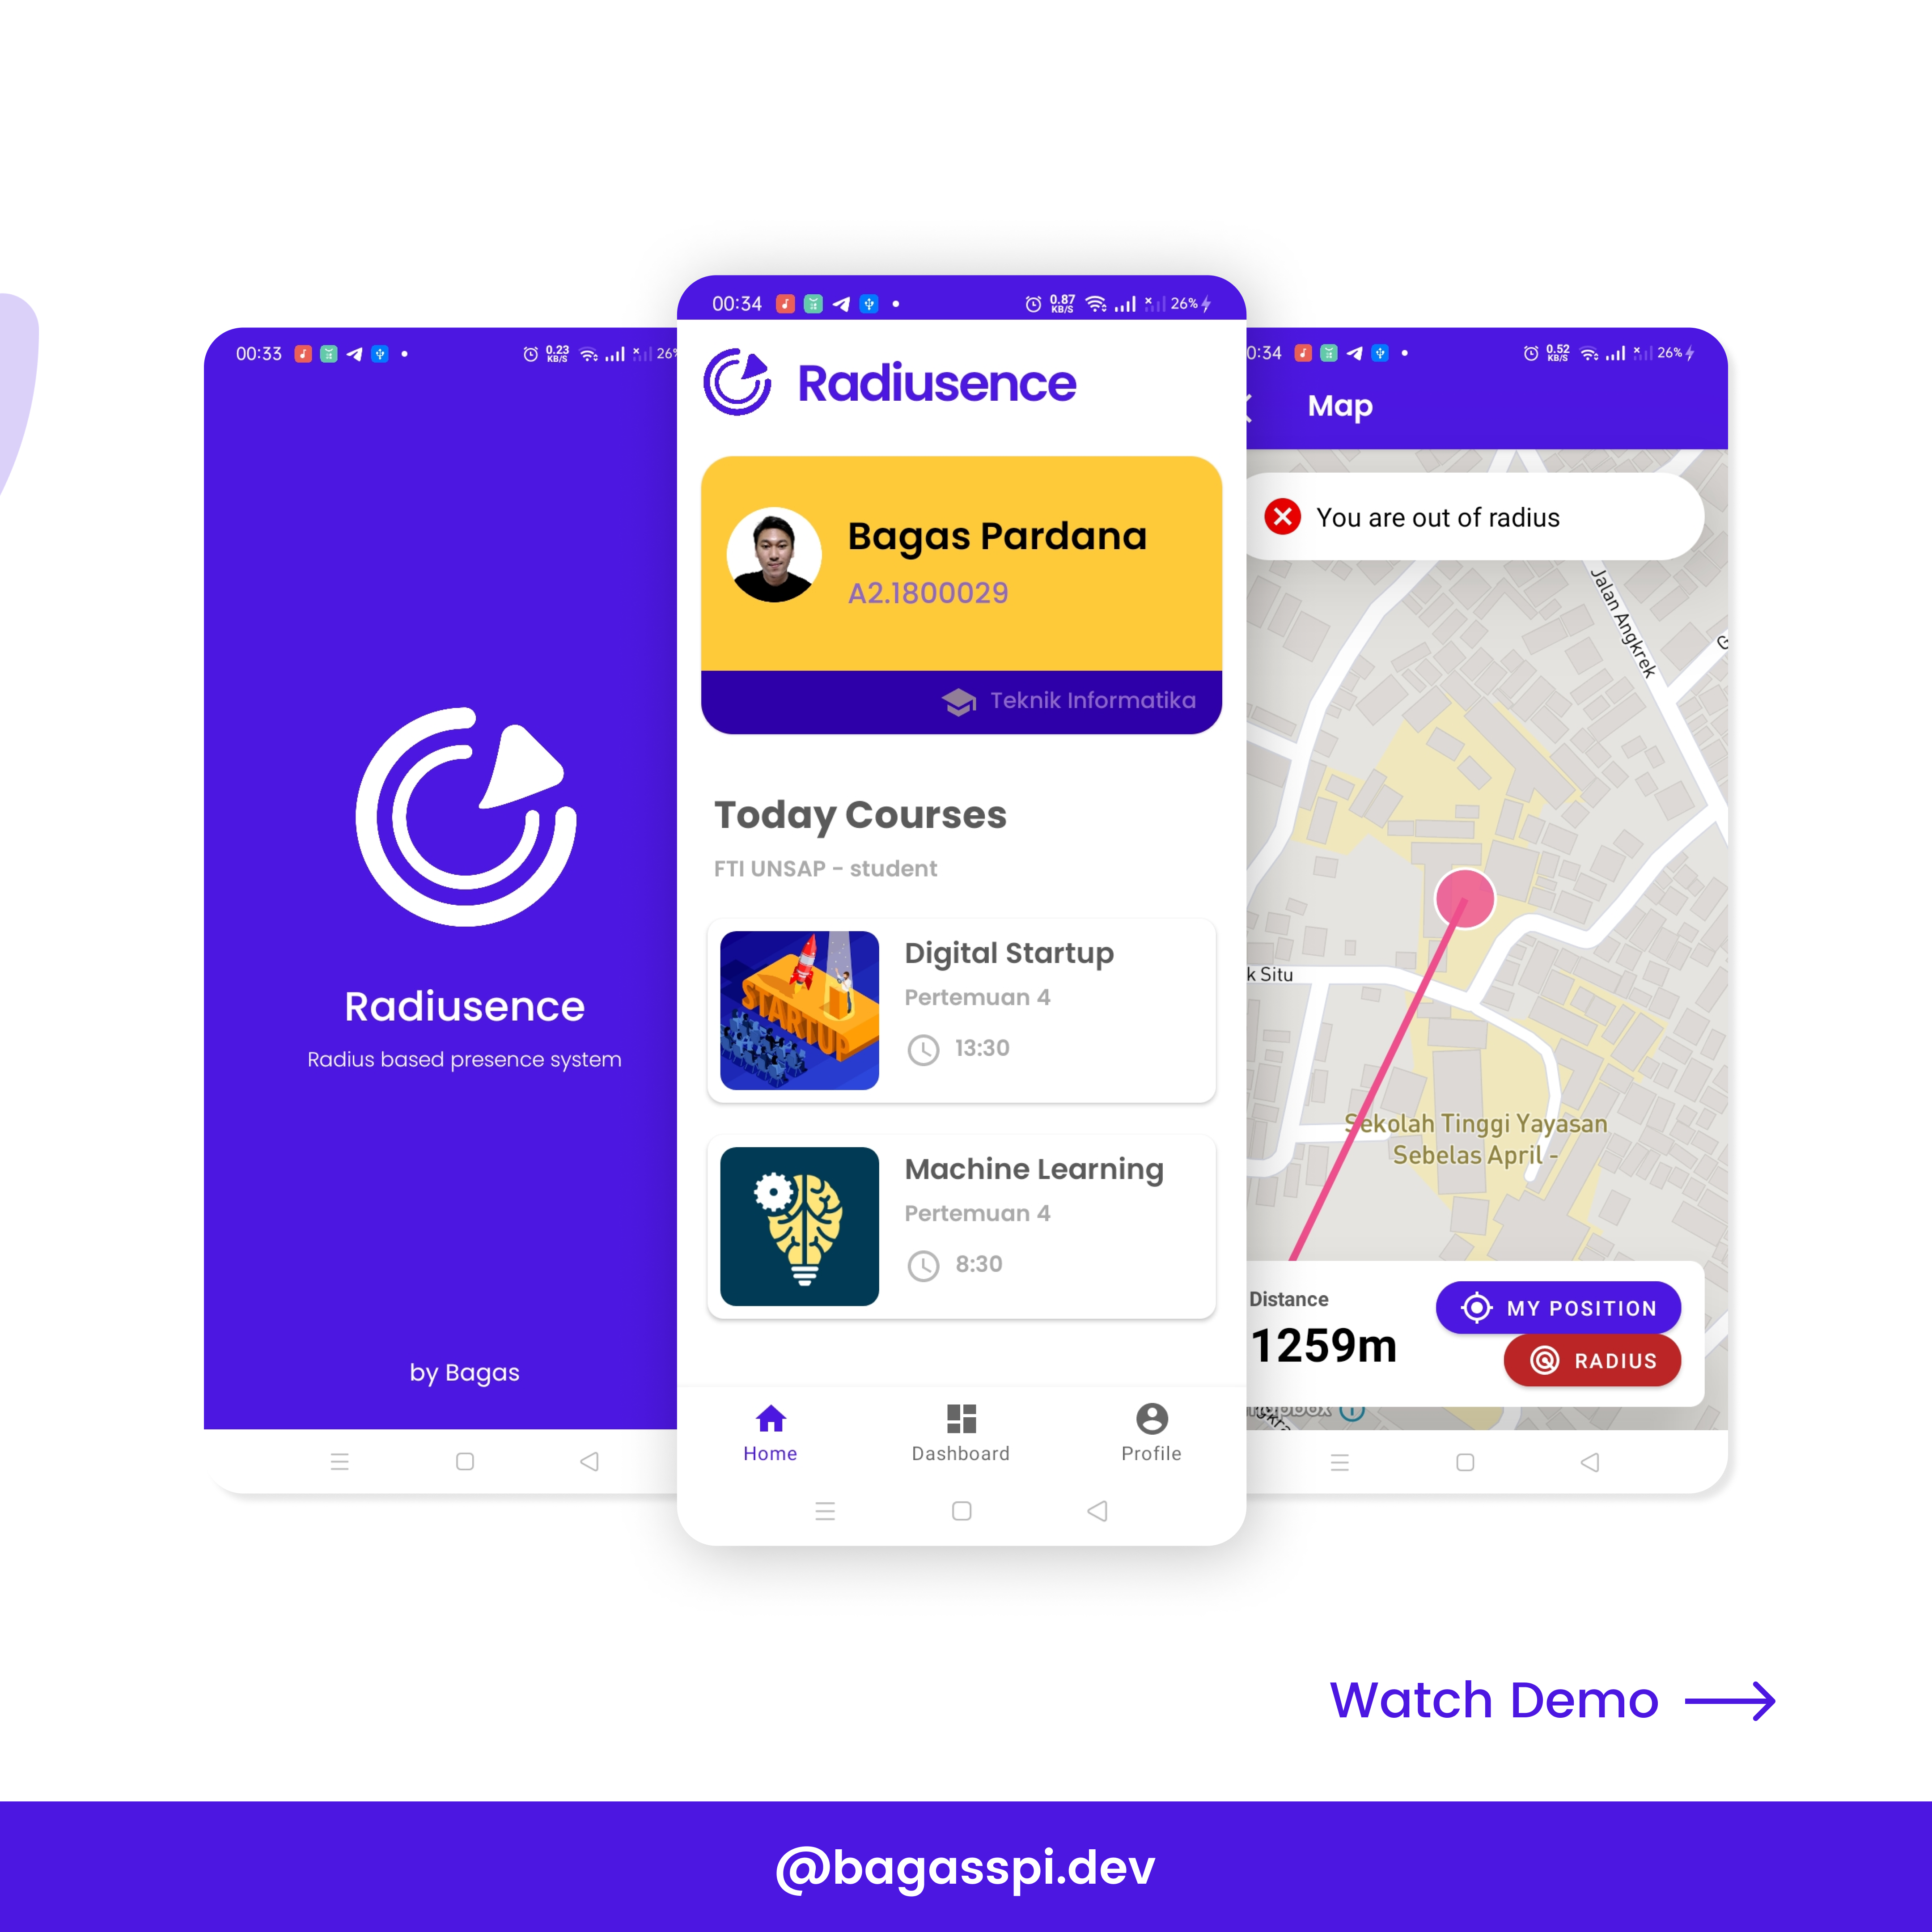 00:33
0.23
KB/S
26%
Radiusence
Radius based presence system
by Bagas
00:34
0.87
KB/S
26%
Radiusence
Bagas Pardana
A2.1800029
Teknik Informatika
Today Courses
FTI UNSAP - student
STARTUP
Digital Startup
Pertemuan 4
13:30
Machine Learning
Pertemuan 4
8:30
Home
Dashboard
Profile
0:34
0.52
KB/S
26%
Map
You are out of radius
Jalan Angkrek
k Situ
Sekolah Tinggi Yayasan
Sebelas April -
Distance
1259m
MY POSITION
RADIUS
Watch Demo
@bagasspi.dev